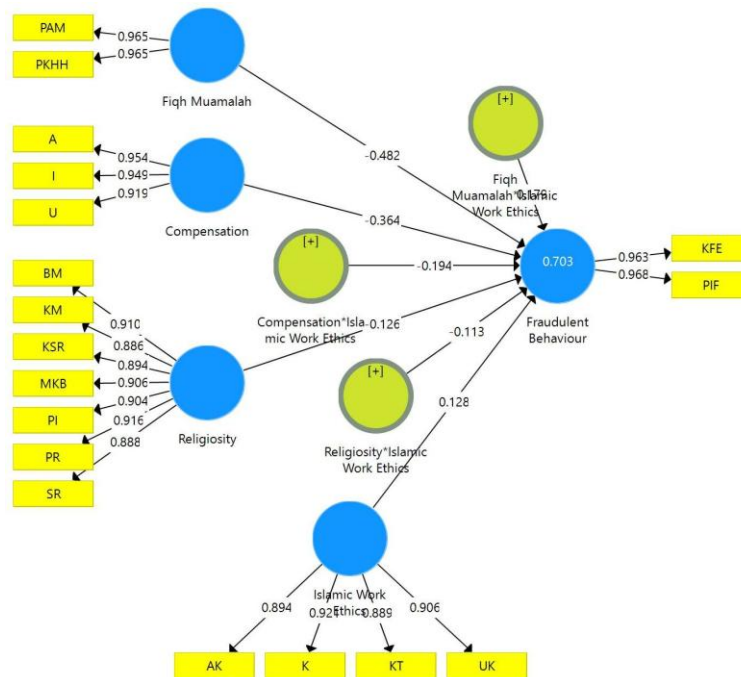 PAM
0.965
PKHH
0.965
Fiqh Muamalah
-0.482
[+]
Fiqh
Muamalah*Islamic
Work Ethics
A
0.954
I
0.949
U
0.919
Compensation
-0.364
[+]
-0.194
Compensation*Isla
mic Work Ethics
0.703
Fraudulent
Behaviour
0.963
KFE
0.968
PIF
BM
0.910
KM
0.886
KSR
0.894
MKB
0.906
PI
0.904
PR
0.916
SR
0.888
Religiosity
-0.126
[+]
-0.113
Religiosity*Islamic
Work Ethics
0.128
Islamic Work
Ethics
0.894
0.889
0.906
AK
K
KT
UK